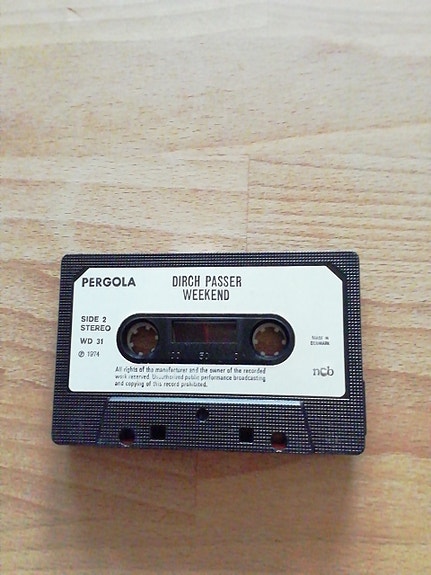 PERGOLA
DIRCH PASSER
WEEKEND
SIDE 2
STEREO
WD 31
℗ 1974
MADE IN
DENMARK
100 50 0
All rights of the manufacturer and the owner of the recorded
work reserved. Unauthorised public performance broadcasting
and copying of this record prohibited.
ncb